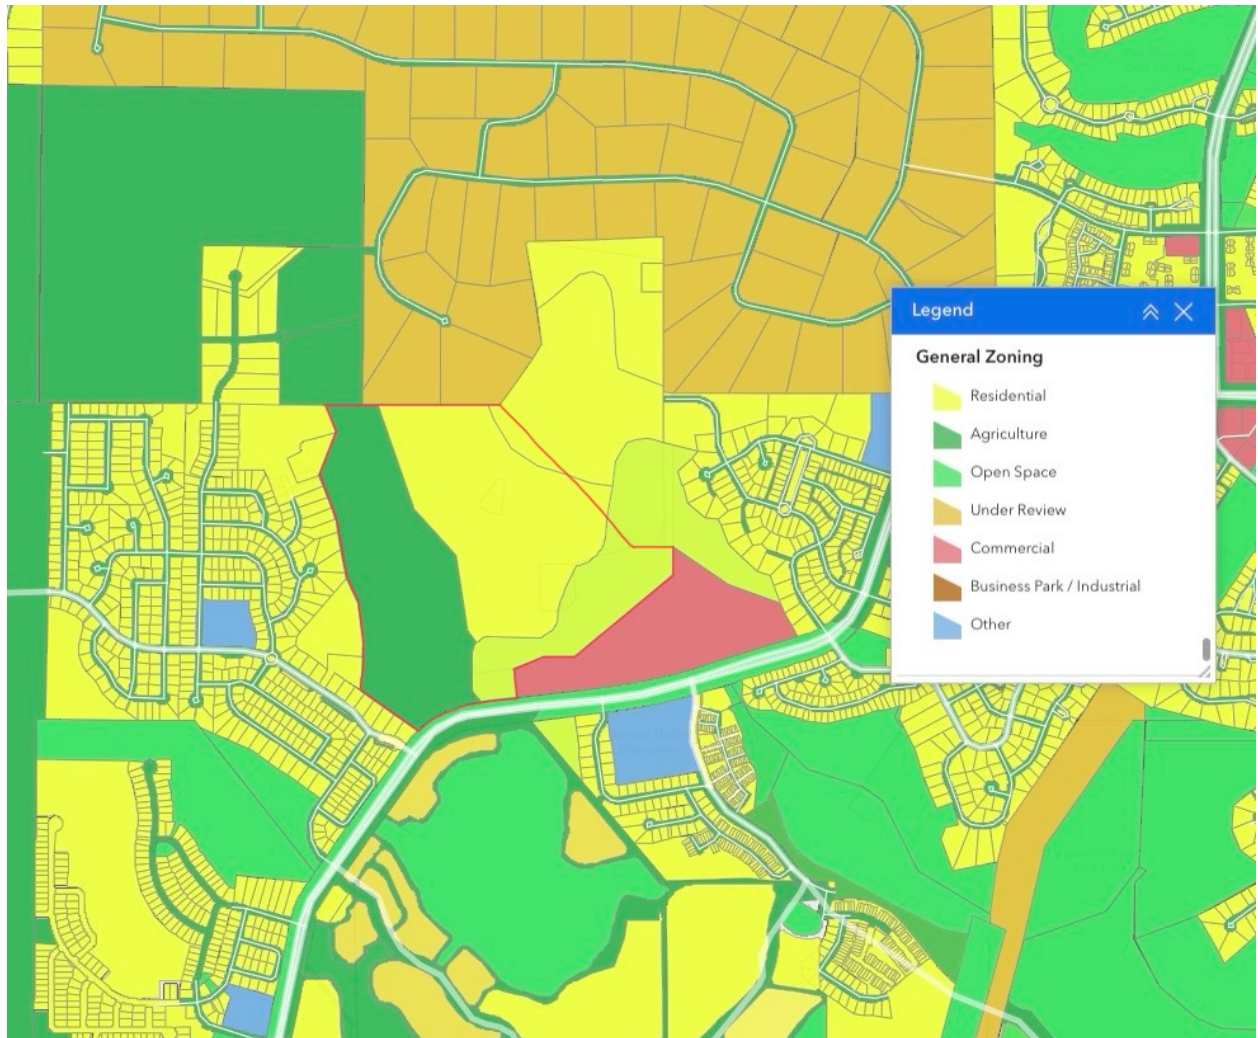 Legend
General Zoning
Residential
Agriculture
Open Space
Under Review
Commercial
Business Park / Industrial
Other